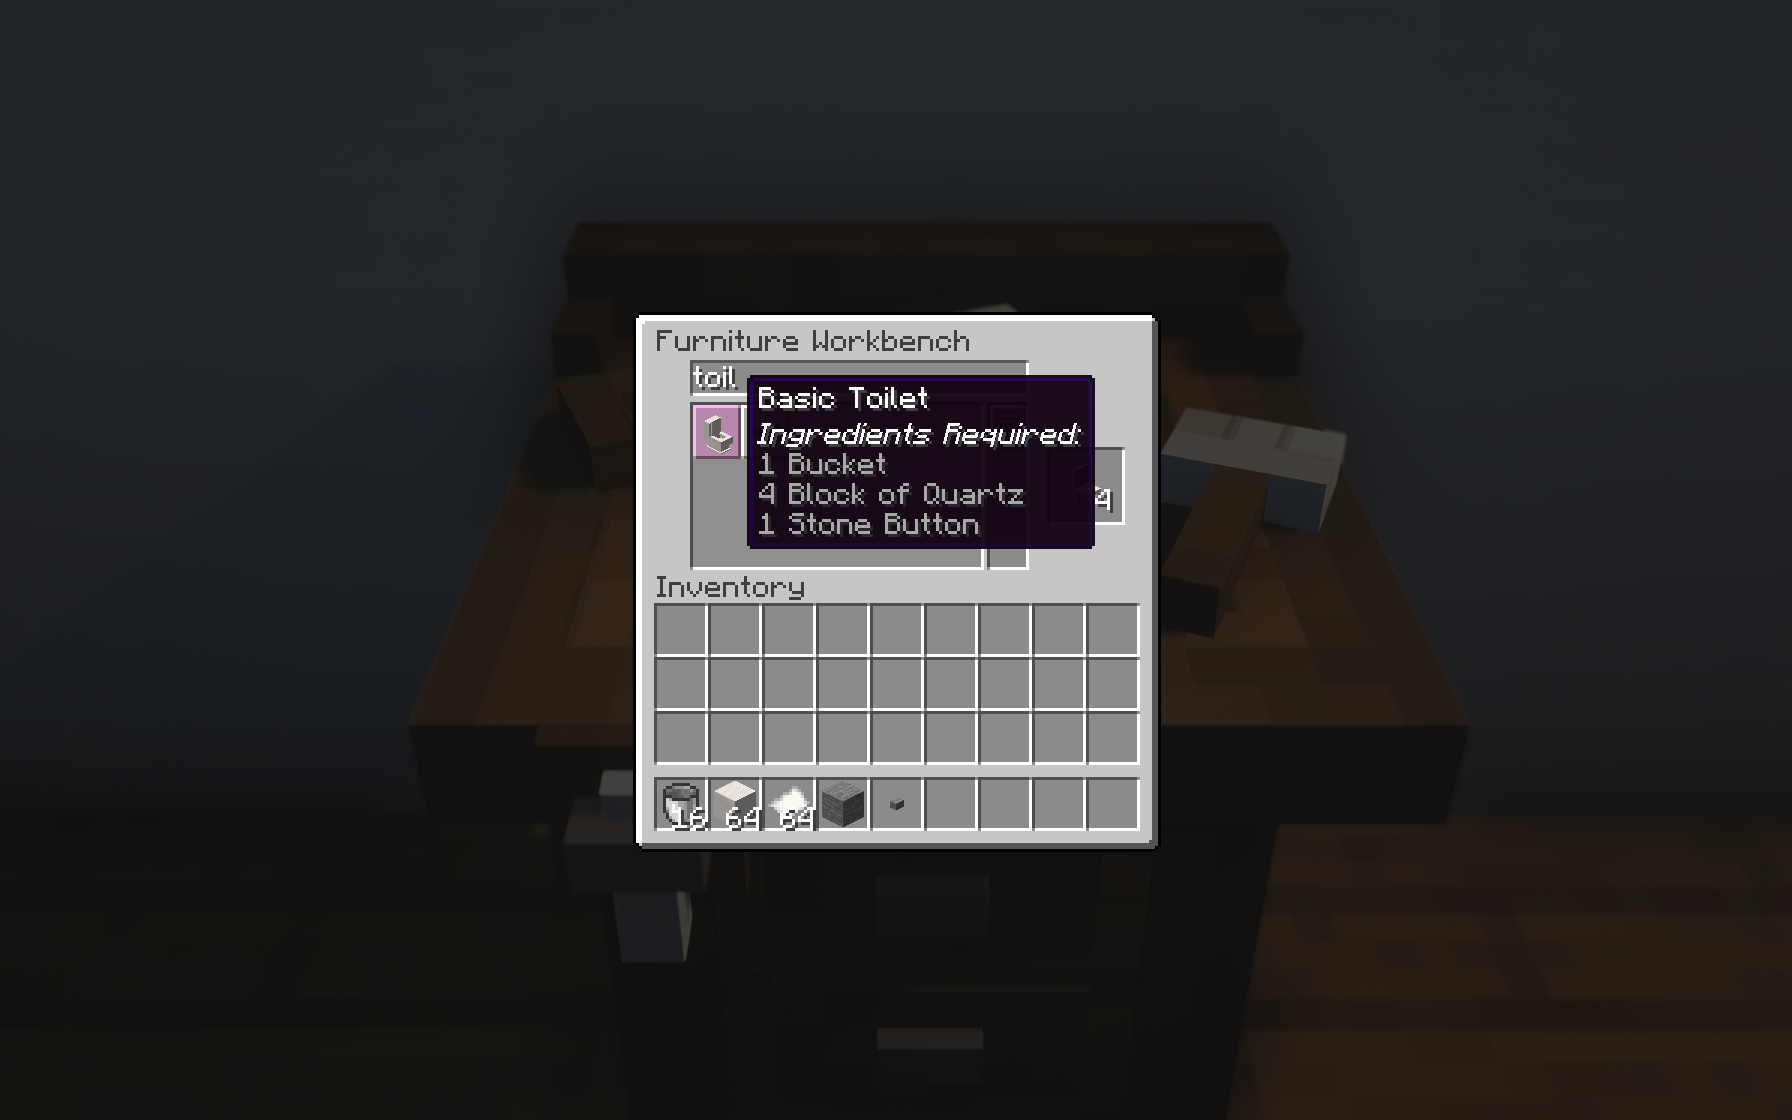 Furniture Workbench
toil
Basic Toilet
Ingredients Required:
1 Bucket
4 Block of Quartz
1 Stone Button
4
Inventory
16 64 64